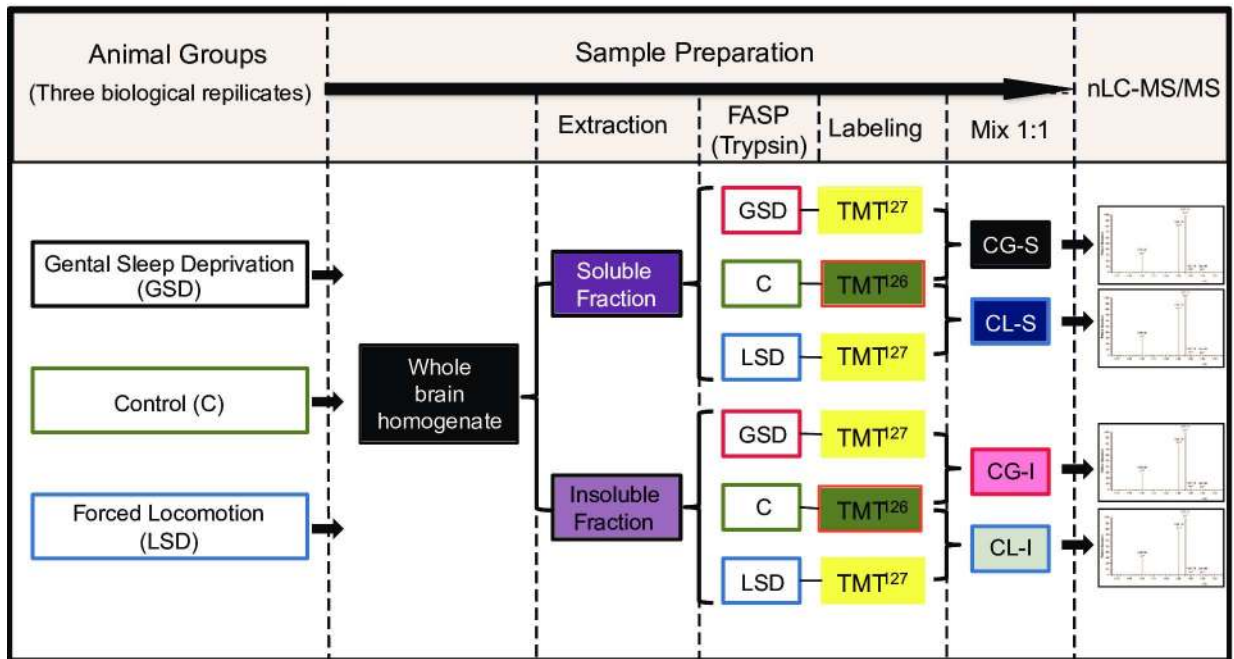 Animal Groups
(Three biological repilicates)
Sample Preparation
nLC-MS/MS
Extraction
FASP
(Trypsin)
Labeling
Mix 1:1
Gental Sleep Deprivation
(GSD)
Control (C)
Forced Locomotion
(LSD)
Whole
brain
homogenate
Soluble
Fraction
GSD
TMT¹²⁷
C
TMT¹²⁶
LSD
TMT¹²⁷
CG-S
CL-S
Insoluble
Fraction
GSD
TMT¹²⁷
C
TMT¹²⁶
LSD
TMT¹²⁷
CG-I
CL-I